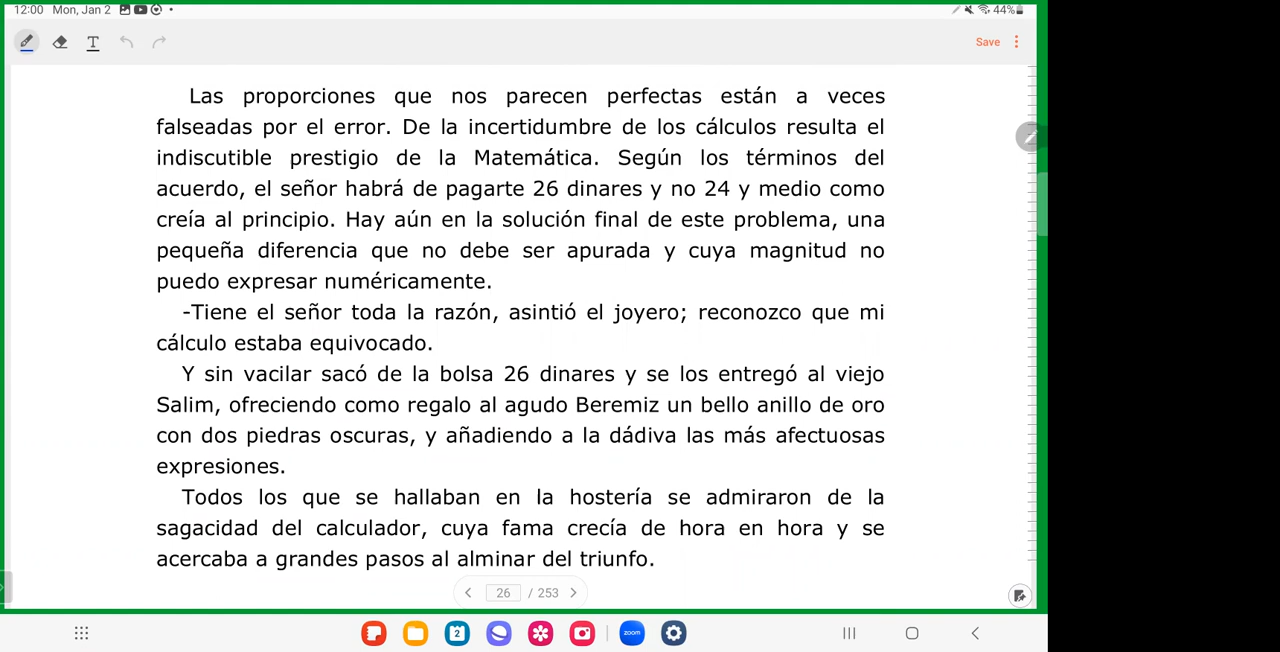 12:00 Mon, Jan 2 44%
T Save
Las proporciones que nos parecen perfectas están a veces
falseadas por el error. De la incertidumbre de los cálculos resulta el
indiscutible prestigio de la Matemática. Según los términos del
acuerdo, el señor habrá de pagarte 26 dinares y no 24 y medio como
creía al principio. Hay aún en la solución final de este problema, una
pequeña diferencia que no debe ser apurada y cuya magnitud no
puedo expresar numéricamente.
-Tiene el señor toda la razón, asintió el joyero; reconozco que mi
cálculo estaba equivocado.
Y sin vacilar sacó de la bolsa 26 dinares y se los entregó al viejo
Salim, ofreciendo como regalo al agudo Beremiz un bello anillo de oro
con dos piedras oscuras, y añadiendo a la dádiva las más afectuosas
expresiones.
Todos los que se hallaban en la hostería se admiraron de la
sagacidad del calculador, cuya fama crecía de hora en hora y se
acercaba a grandes pasos al alminar del triunfo.
26 / 253
2 zoom